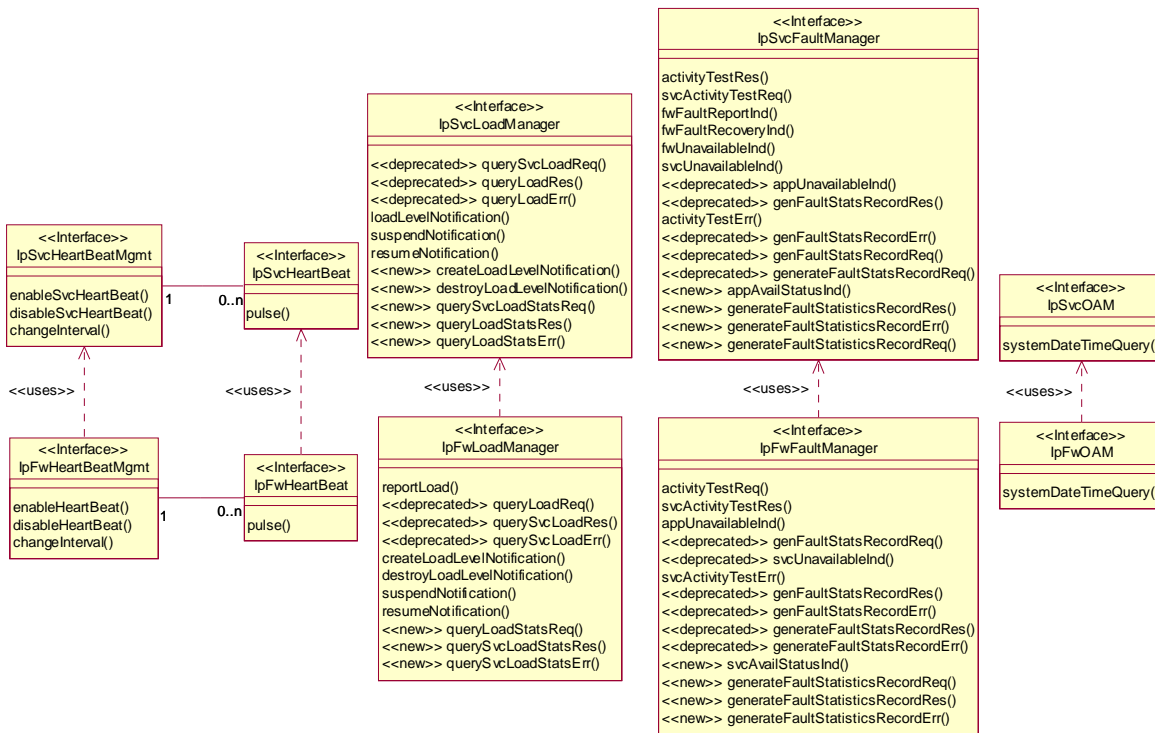 <<Interface>>
IpSvcHeartBeatMgmt
enableSvcHeartBeat()
disableSvcHeartBeat()
changeInterval()
1
0..n
<<Interface>>
IpSvcHeartBeat
pulse()
<<Interface>>
IpSvcLoadManager
<<deprecated>> querySvcLoadReq()
<<deprecated>> queryLoadRes()
<<deprecated>> queryLoadErr()
loadLevelNotification()
suspendNotification()
resumeNotification()
<<new>> createLoadLevelNotification()
<<new>> destroyLoadLevelNotification()
<<new>> querySvcLoadStatsReq()
<<new>> queryLoadStatsRes()
<<new>> queryLoadStatsErr()
<<Interface>>
IpSvcFaultManager
activityTestRes()
svcActivityTestReq()
fwFaultReportInd()
fwFaultRecoveryInd()
fwUnavailableInd()
svcUnavailableInd()
<<deprecated>> appUnavailableInd()
<<deprecated>> genFaultStatsRecordRes()
activityTestErr()
<<deprecated>> genFaultStatsRecordErr()
<<deprecated>> genFaultStatsRecordReq()
<<deprecated>> generateFaultStatsRecordReq()
<<new>> appAvailStatusInd()
<<new>> generateFaultStatisticsRecordRes()
<<new>> generateFaultStatisticsRecordErr()
<<new>> generateFaultStatisticsRecordReq()
<<Interface>>
IpSvcOAM
systemDateTimeQuery()
<<uses>>
<<uses>>
<<uses>>
<<uses>>
<<uses>>
<<Interface>>
IpFwHeartBeatMgmt
enableHeartBeat()
disableHeartBeat()
changeInterval()
1
0..n
<<Interface>>
IpFwHeartBeat
pulse()
<<Interface>>
IpFwLoadManager
reportLoad()
<<deprecated>> queryLoadReq()
<<deprecated>> querySvcLoadRes()
<<deprecated>> querySvcLoadErr()
createLoadLevelNotification()
destroyLoadLevelNotification()
suspendNotification()
resumeNotification()
<<new>> queryLoadStatsReq()
<<new>> querySvcLoadStatsRes()
<<new>> querySvcLoadStatsErr()
<<Interface>>
IpFwFaultManager
activityTestReq()
svcActivityTestRes()
appUnavailableInd()
<<deprecated>> genFaultStatsRecordReq()
<<deprecated>> svcUnavailableInd()
svcActivityTestErr()
<<deprecated>> genFaultStatsRecordRes()
<<deprecated>> genFaultStatsRecordErr()
<<deprecated>> generateFaultStatsRecordRes()
<<deprecated>> generateFaultStatsRecordErr()
<<new>> svcAvailStatusInd()
<<new>> generateFaultStatisticsRecordReq()
<<new>> generateFaultStatisticsRecordRes()
<<new>> generateFaultStatisticsRecordErr()
<<Interface>>
IpFwOAM
systemDateTimeQuery()